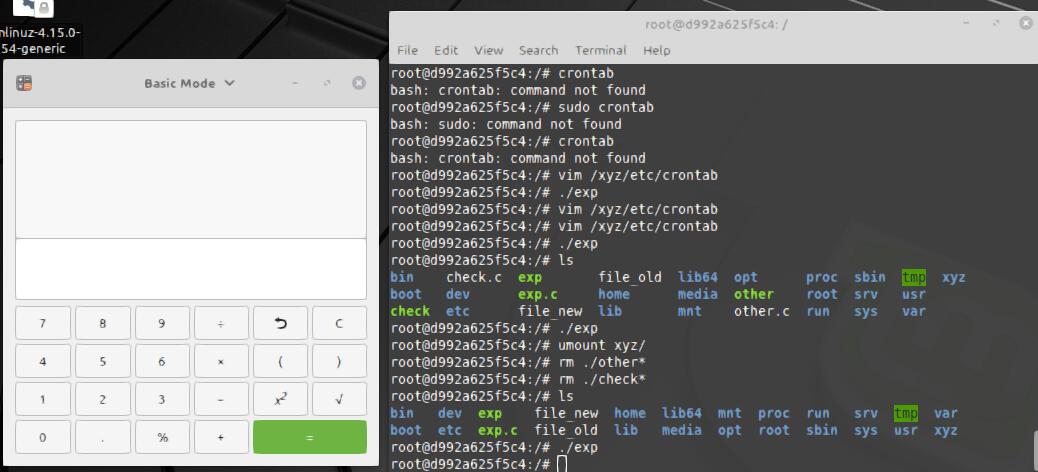 nlinuz-4.15.0-
54-generic
Basic Mode
7 8 9 ÷ C
4 5 6 × ( )
1 2 3 − x² √
0 . % + =
root@d992a625f5c4: /
File Edit View Search Terminal Help
root@d992a625f5c4:/# crontab
bash: crontab: command not found
root@d992a625f5c4:/# sudo crontab
bash: sudo: command not found
root@d992a625f5c4:/# crontab
bash: crontab: command not found
root@d992a625f5c4:/# vim /xyz/etc/crontab
root@d992a625f5c4:/# ./exp
root@d992a625f5c4:/# vim /xyz/etc/crontab
root@d992a625f5c4:/# vim /xyz/etc/crontab
root@d992a625f5c4:/# ./exp
root@d992a625f5c4:/# ls
bin check.c exp file_old lib64 opt proc sbin tmp xyz
boot dev exp.c home media other root srv usr
check etc file_new lib mnt other.c run sys var
root@d992a625f5c4:/# ./exp
root@d992a625f5c4:/# umount xyz/
root@d992a625f5c4:/# rm ./other*
root@d992a625f5c4:/# rm ./check*
root@d992a625f5c4:/# ls
bin dev exp file_new home lib64 mnt proc run srv tmp var
boot etc exp.c file_old lib media opt root sbin sys usr xyz
root@d992a625f5c4:/# ./exp
root@d992a625f5c4:/#